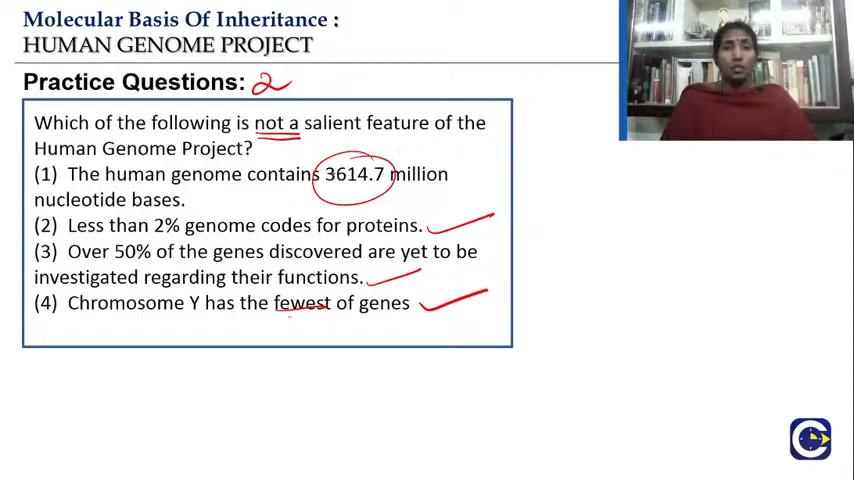 Molecular Basis Of Inheritance :
HUMAN GENOME PROJECT
Practice Questions: 2
Which of the following is not a salient feature of the
Human Genome Project?
(1) The human genome contains 3614.7 million
nucleotide bases.
(2) Less than 2% genome codes for proteins.
(3) Over 50% of the genes discovered are yet to be
investigated regarding their functions.
(4) Chromosome Y has the fewest of genes